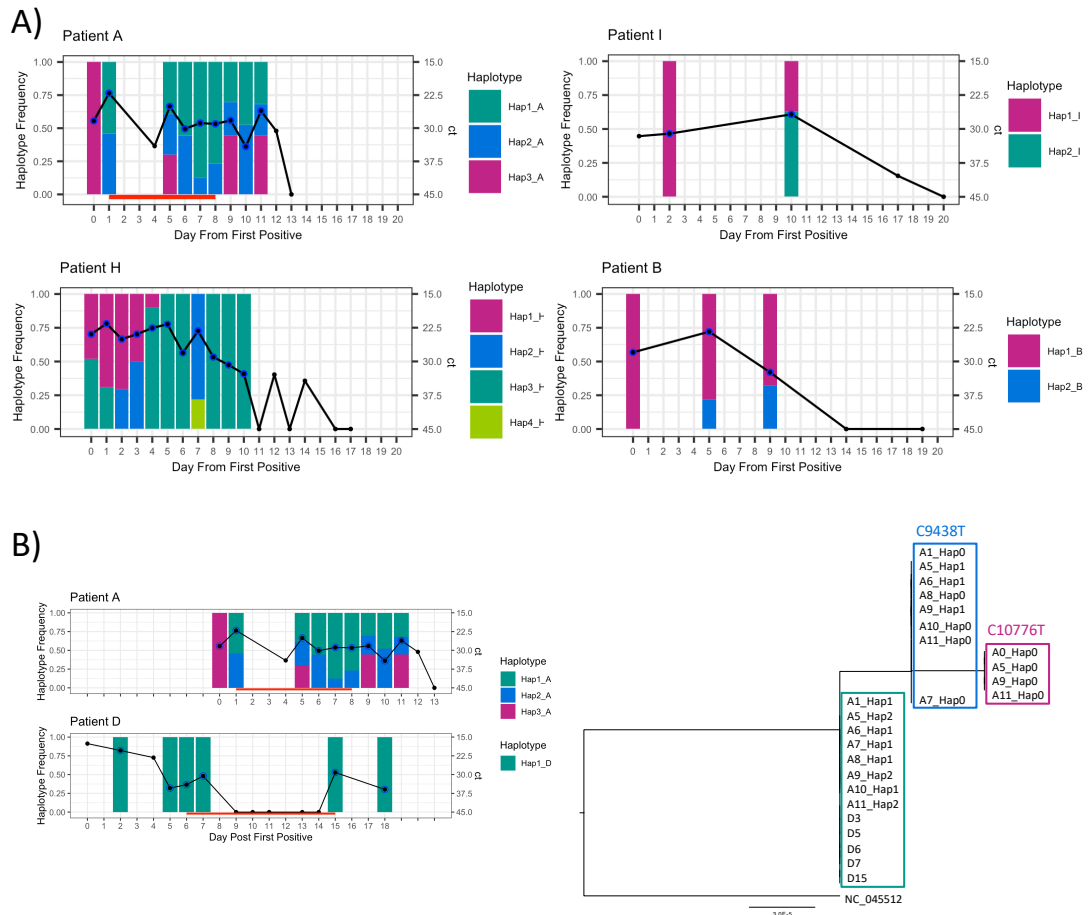 A)
Patient A
Haplotype Frequency
1.00
0.75
0.50
0.25
0.00
15.0
22.5
30.0
37.5
45.0
ct
0 1 2 3 4 5 6 7 8 9 10 11 12 13 14 15 16 17 18 19 20
Day From First Positive
Haplotype
Hap1_A
Hap2_A
Hap3_A
Patient I
Haplotype Frequency
1.00
0.75
0.50
0.25
0.00
15.0
22.5
30.0
37.5
45.0
ct
0 1 2 3 4 5 6 7 8 9 10 11 12 13 14 15 16 17 18 19 20
Day From First Positive
Haplotype
Hap1_I
Hap2_I
Patient H
Haplotype Frequency
1.00
0.75
0.50
0.25
0.00
15.0
22.5
30.0
37.5
45.0
ct
0 1 2 3 4 5 6 7 8 9 10 11 12 13 14 15 16 17 18 19 20
Day From First Positive
Haplotype
Hap1_H
Hap2_H
Hap3_H
Hap4_H
Patient B
Haplotype Frequency
1.00
0.75
0.50
0.25
0.00
15.0
22.5
30.0
37.5
45.0
ct
0 1 2 3 4 5 6 7 8 9 10 11 12 13 14 15 16 17 18 19 20
Day From First Positive
Haplotype
Hap1_B
Hap2_B
B)
Patient A
Haplotype Frequency
1.00
0.75
0.50
0.25
0.00
15.0
22.5
30.0
37.5
45.0
ct
0 1 2 3 4 5 6 7 8 9 10 11 12 13
Haplotype
Hap1_A
Hap2_A
Hap3_A
Patient D
Haplotype Frequency
1.00
0.75
0.50
0.25
0.00
15.0
22.5
30.0
37.5
45.0
ct
0 1 2 3 4 5 6 7 9 10 11 12 13 14 15 16 17 18
Day Post First Positive
Haplotype
Hap1_D
C9438T
A1_Hap0
A5_Hap1
A6_Hap1
A8_Hap0
A9_Hap1
A10_Hap0
A11_Hap0
A7_Hap0
C10776T
A0_Hap0
A5_Hap0
A9_Hap0
A11_Hap0
A1_Hap1
A5_Hap2
A6_Hap1
A7_Hap1
A8_Hap1
A9_Hap2
A10_Hap1
A11_Hap2
D3
D5
D6
D7
D15
NC_045512